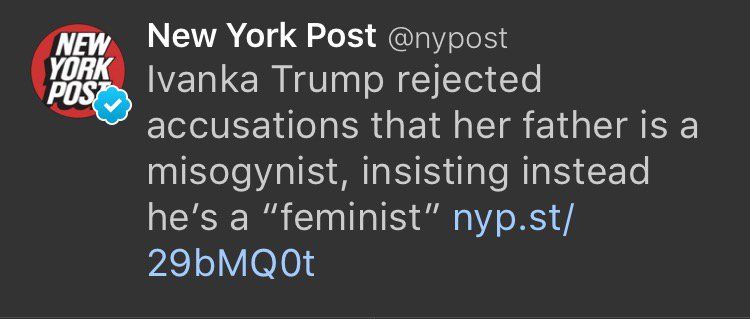 NEW
YORK
POST
New York Post @nypost
Ivanka Trump rejected
accusations that her father is a
misogynist, insisting instead
he’s a “feminist” nyp.st/
29bMQ0t